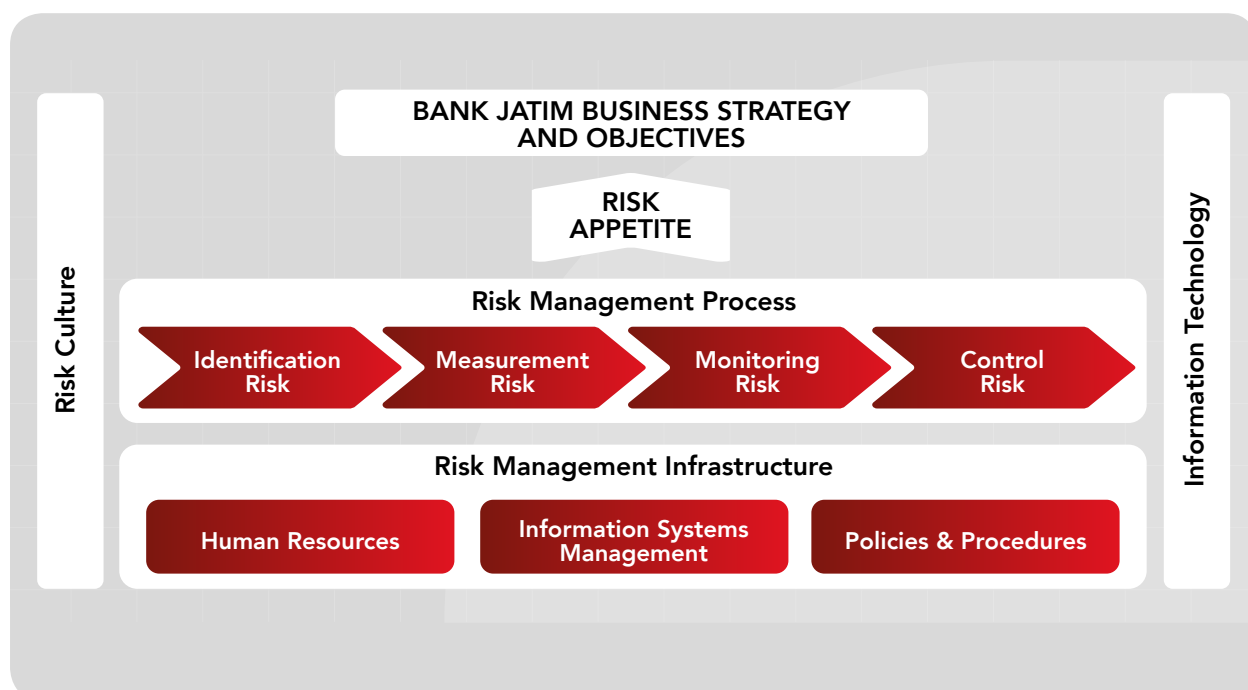 BANK JATIM BUSINESS STRATEGY
AND OBJECTIVES
RISK
APPETITE
Risk Culture
Information Technology
Risk Management Process
Identification
Risk
Measurement
Risk
Monitoring
Risk
Control
Risk
Risk Management Infrastructure
Human Resources
Information Systems
Management
Policies & Procedures